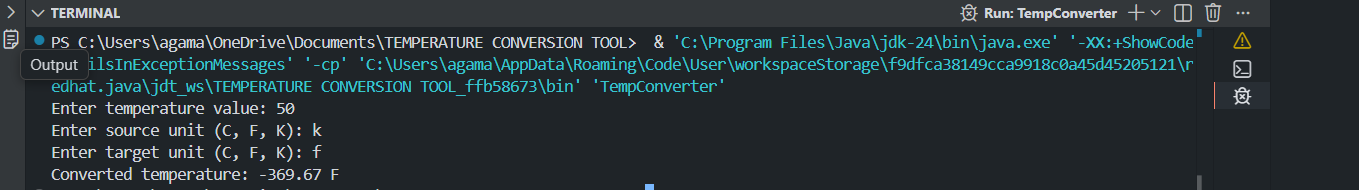 TERMINAL
Run: TempConverter
PS C:\Users\agama\OneDrive\Documents\TEMPERATURE CONVERSION TOOL> & 'C:\Program Files\Java\jdk-24\bin\java.exe' '-XX:+ShowCode
Output
ilsInExceptionMessages' '-cp' 'C:\Users\agama\AppData\Roaming\Code\User\workspaceStorage\f9dfca38149cca9918c0a45d45205121\r
edhat.java\jdt_ws\TEMPERATURE CONVERSION TOOL_ffb58673\bin' 'TempConverter'
Enter temperature value: 50
Enter source unit (C, F, K): k
Enter target unit (C, F, K): f
Converted temperature: -369.67 F